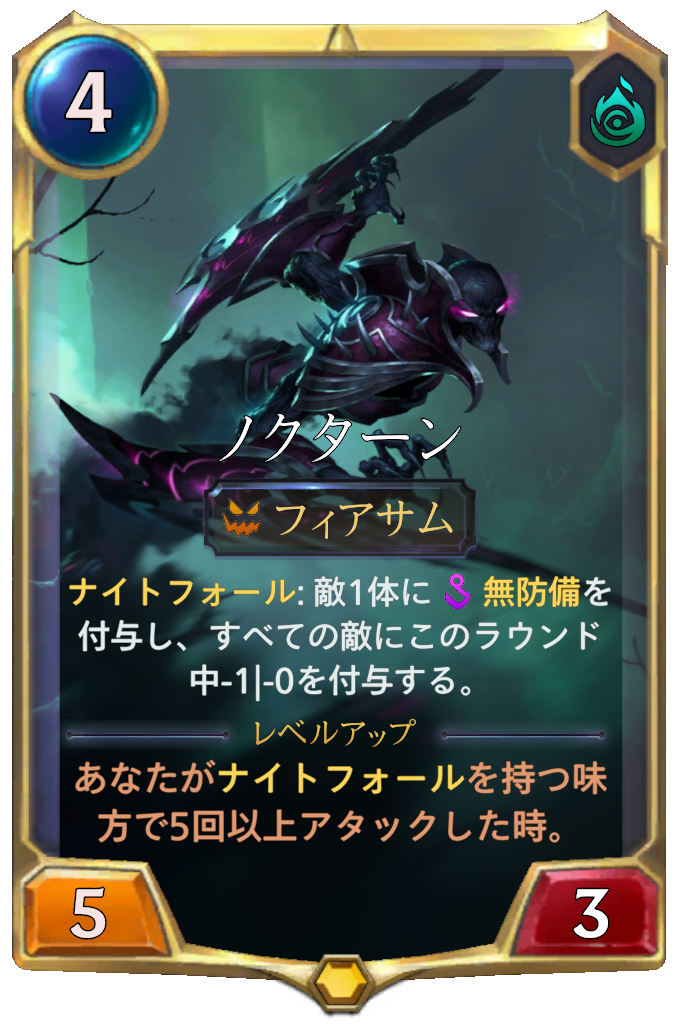 4
ノクターン
フィアサム
ナイトフォール: 敵1体に 無防備を
付与し、すべての敵にこのラウンド
中-1|-0を付与する。
レベルアップ
あなたがナイトフォールを持つ味
方で5回以上アタックした時。
5
3